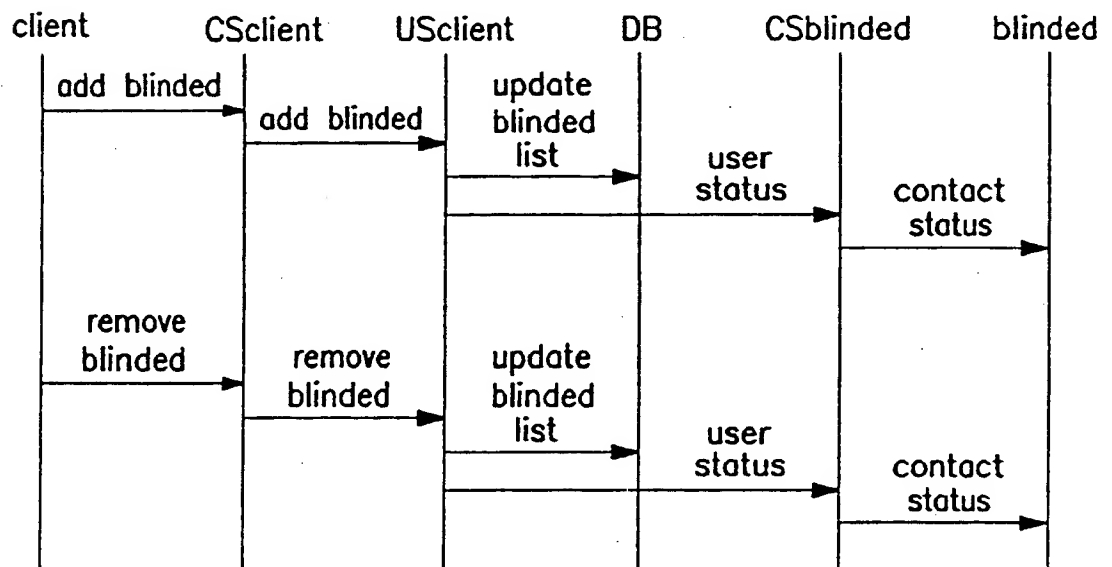 client CSclient USclient DB CSblinded blinded
add blinded
add blinded
update
blinded
list
user
status
contact
status
remove
blinded
remove
blinded
update
blinded
list
user
status
contact
status